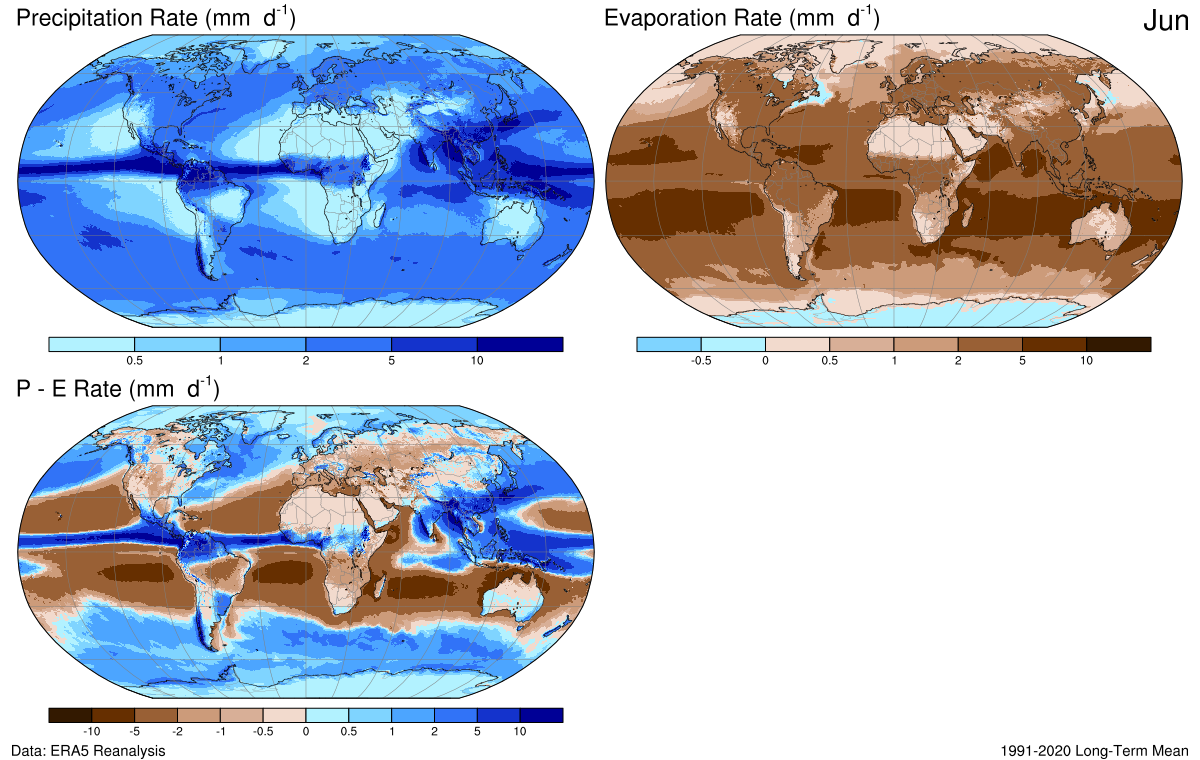 Precipitation Rate (mm d-1)
Evaporation Rate (mm d-1)
Jun
0.5 1 2 5 10
-0.5 0 0.5 1 2 5 10
P - E Rate (mm d-1)
-10 -5 -2 -1 -0.5 0 0.5 1 2 5 10
Data: ERA5 Reanalysis
1991-2020 Long-Term Mean